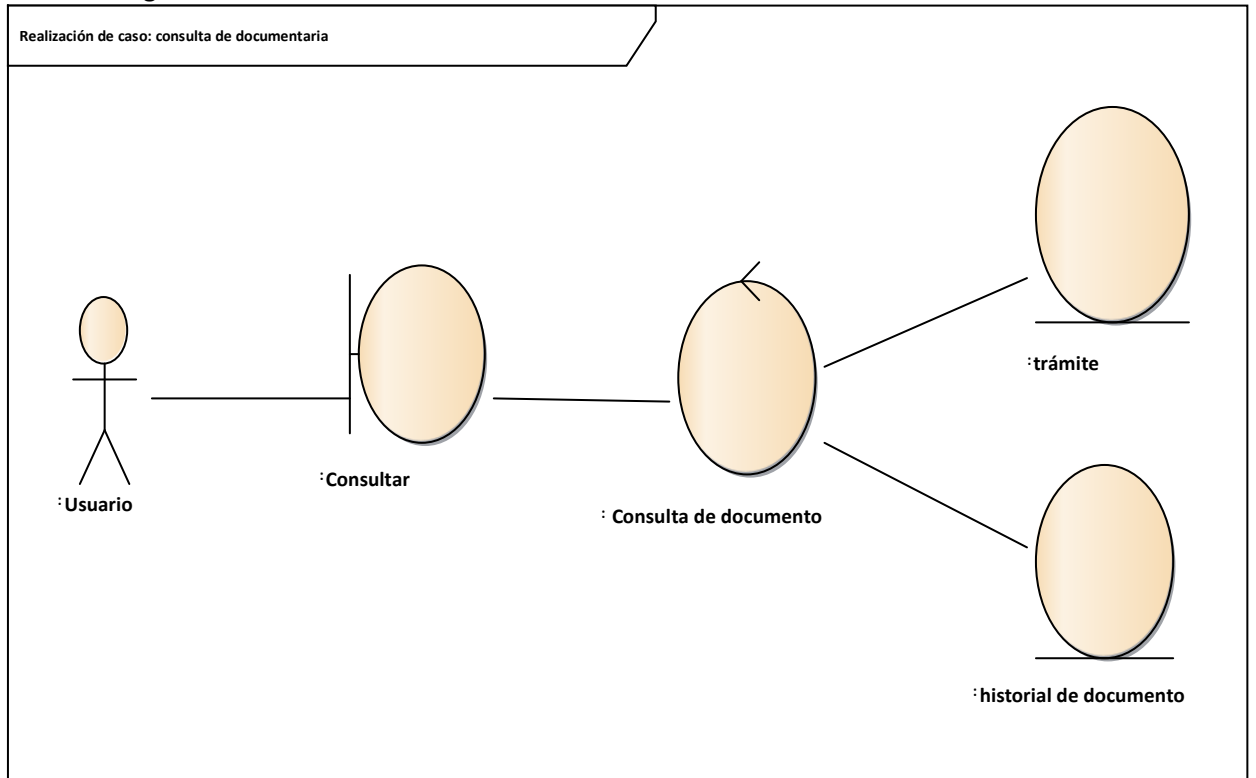 Realización de caso: consulta de documentaria
:trámite
:Consultar
:Usuario
: Consulta de documento
:historial de documento